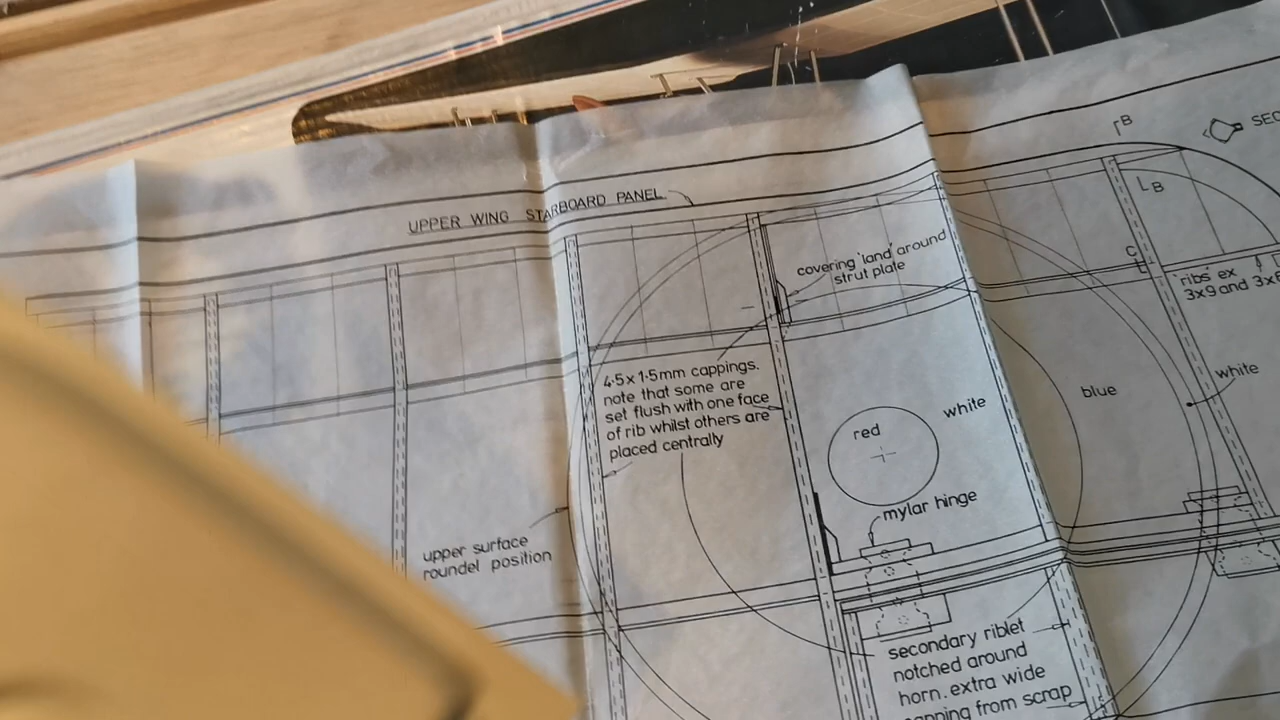 UPPER WING STARBOARD PANEL
B
B
SEC
covering 'land' around
strut plate
C
'ribs' ex
3x9 and 3x
4·5 x 1·5mm cappings.
note that some are
set flush with one face
of rib whilst others are
placed centrally
red
white
blue
white
mylar hinge
upper surface
roundel position
secondary riblet
notched around
horn. extra wide
from scrap